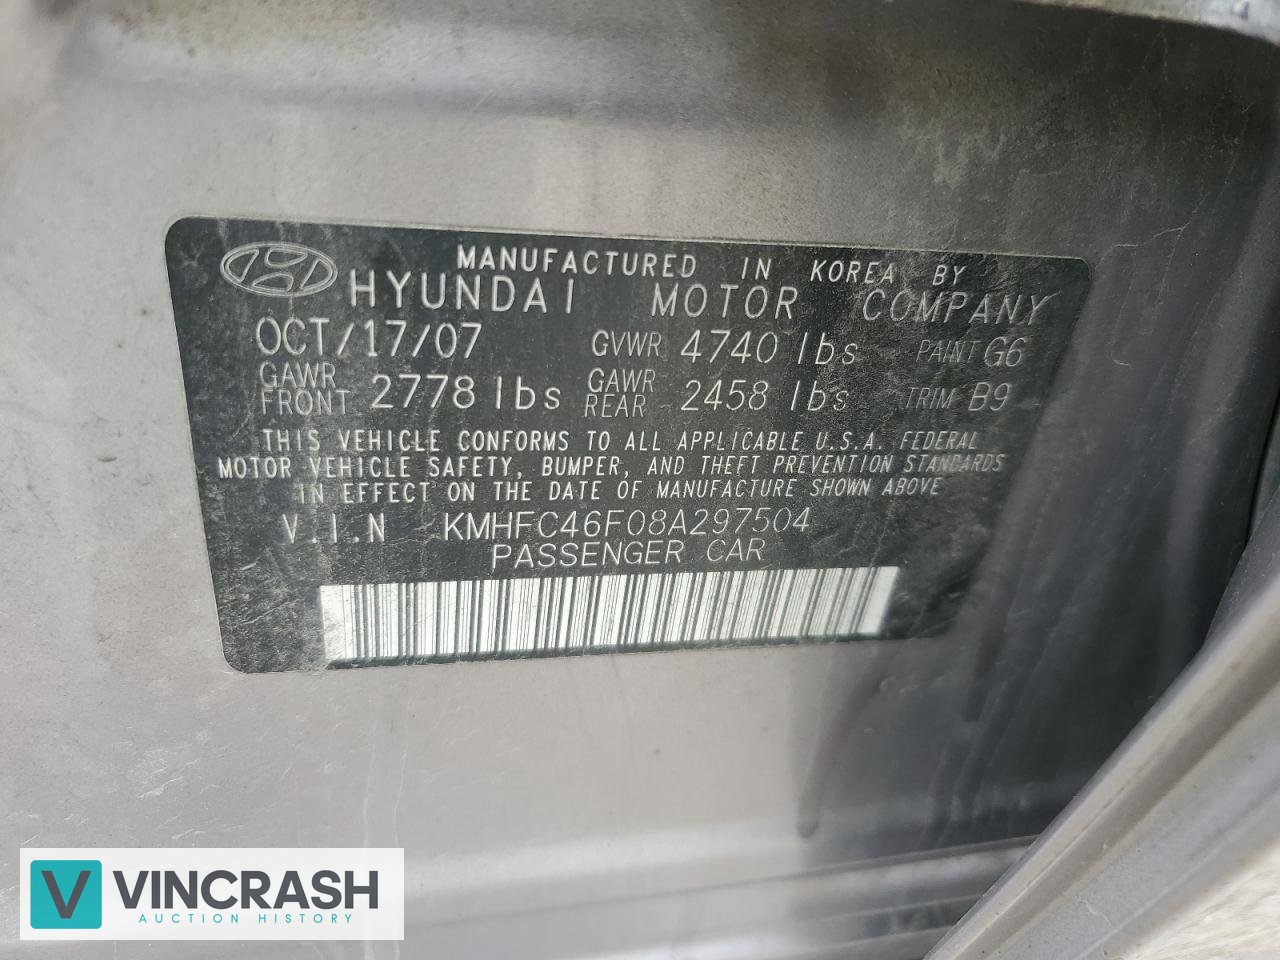 MANUFACTURED IN KOREA BY
HYUNDAI MOTOR COMPANY
OCT/17/07 GVWR 4740 lbs PAINT G6
GAWR FRONT 2778 lbs GAWR REAR 2458 lbs TRIM B9
THIS VEHICLE CONFORMS TO ALL APPLICABLE U.S.A. FEDERAL
MOTOR VEHICLE SAFETY, BUMPER, AND THEFT PREVENTION STANDARDS
IN EFFECT ON THE DATE OF MANUFACTURE SHOWN ABOVE
V.I.N KMHFC46F08A297504
PASSENGER CAR
V VINCRASH
AUCTION HISTORY